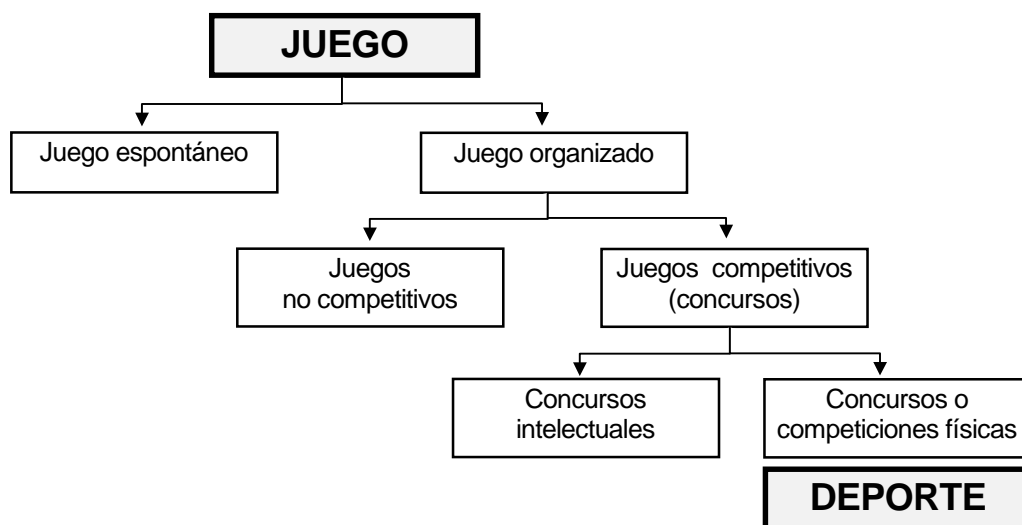 JUEGO
Juego espontáneo
Juego organizado
Juegos
no competitivos
Juegos competitivos
(concursos)
Concursos
intelectuales
Concursos o
competiciones físicas
DEPORTE